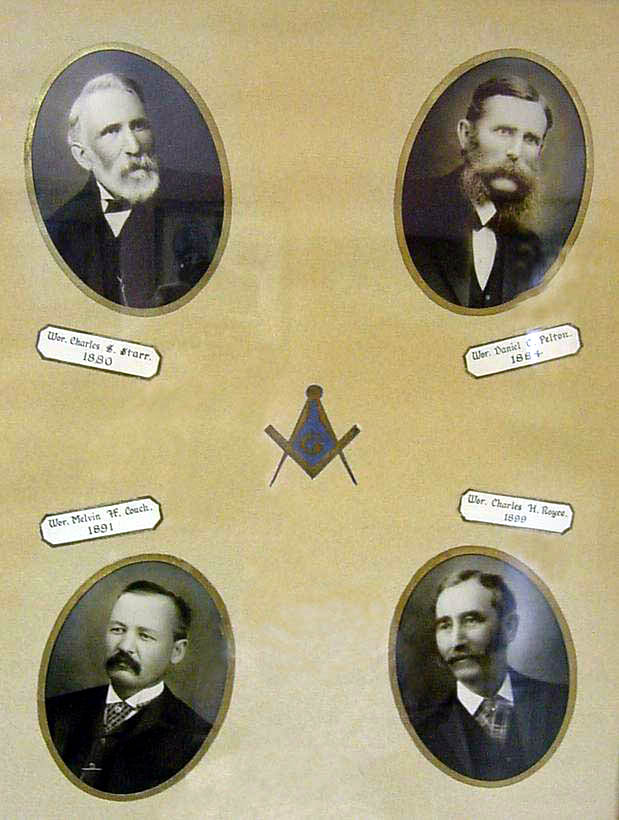 Wor. Charles S. Starr.
1880
Wor. Daniel C. Pelton.
1884
G
Wor. Melvin W. Couch.
1891
Wor. Charles H. Royce.
1899